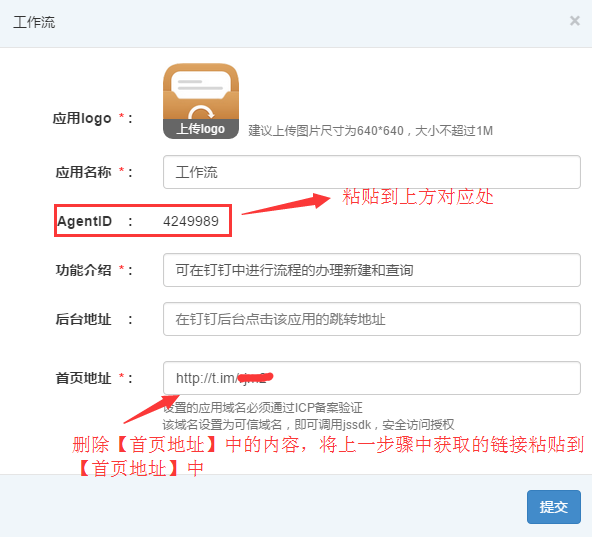 工作流
×
应用logo * :
上传logo
建议上传图片尺寸为640*640，大小不超过1M
应用名称 * : 工作流
粘贴到上方对应处
AgentID : 4249989
功能介绍 * : 可在钉钉中进行流程的办理新建和查询
后台地址 : 在钉钉后台点击该应用的跳转地址
首页地址 * : http://t.im/
设置的应用域名必须通过ICP备案验证
该域名设置为可信域名，即可调用jssdk，安全访问授权
删除【首页地址】中的内容，将上一步骤中获取的链接粘贴到
【首页地址】中
提交